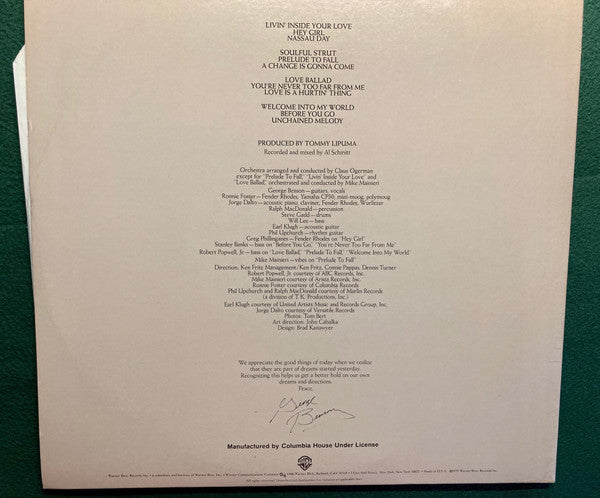 LIVIN' INSIDE YOUR LOVE
HEY GIRL
NASSAU DAY
SOULFUL STRUT
PRELUDE TO FALL
A CHANGE IS GONNA COME
LOVE BALLAD
YOU'RE NEVER TOO FAR FROM ME
LOVE IS A HURTIN' THING
WELCOME INTO MY WORLD
BEFORE YOU GO
UNCHAINED MELODY
PRODUCED BY TOMMY LIPUMA
Recorded and mixed by Al Schmitt
Orchestra arranged and conducted by Claus Ogerman
except for "Prelude To Fall," "Livin' Inside Your Love" and
"Love Ballad," orchestrated and conducted by Mike Mainieri
George Benson—guitars, vocals
Ronnie Foster—Fender Rhodes, Yamaha CP30, mini-moog, polymoog
Jorge Dalto—acoustic piano, clavinet, Fender Rhodes, Wurlitzer
Ralph MacDonald—percussion
Steve Gadd—drums
Will Lee—bass
Earl Klugh—acoustic guitar
Phil Upchurch—rhythm guitar
Greg Phillinganes—Fender Rhodes on "Hey Girl"
Stanley Banks—bass on "Before You Go," "You're Never Too Far From Me"
Robert Popwell, Jr.—bass on "Love Ballad," "Prelude To Fall," "Welcome Into My World"
Mike Mainieri—vibes on "Prelude To Fall"
Direction: Ken Fritz Management/Ken Fritz, Connie Pappas, Dennis Turner
Robert Popwell, Jr. courtesy of ABC Records, Inc.
Mike Mainieri courtesy of Arista Records, Inc.
Ronnie Foster courtesy of Columbia Records
Phil Upchurch and Ralph MacDonald courtesy of Marlin Records
(a division of T. K. Productions, Inc.)
Earl Klugh courtesy of United Artists Music and Records Group, Inc.
Jorge Dalto courtesy of Versatile Records
Photos: Tom Bert
Art direction: John Cabalka
Design: Brad Kanawyer
We appreciate the good things of today when we realize
that they are part of dreams started yesterday.
Recognizing this helps us get a better hold on our own
dreams and directions.
Peace,
George Benson
Manufactured by Columbia House Under License